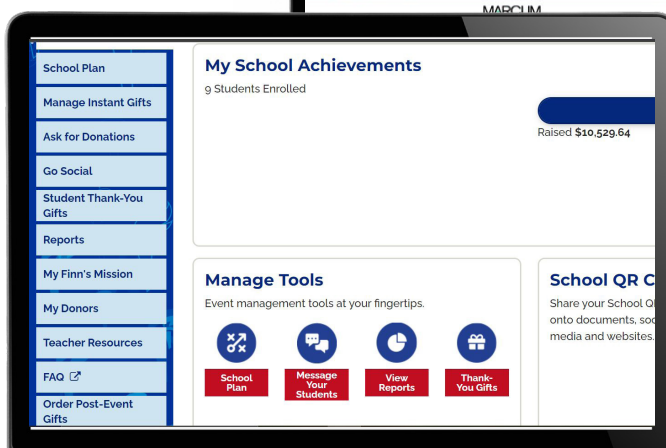 MARCUM
School Plan
Manage Instant Gifts
Ask for Donations
Go Social
Student Thank-You
Gifts
Reports
My Finn's Mission
My Donors
Teacher Resources
FAQ
Order Post-Event
Gifts
My School Achievements
9 Students Enrolled
Raised $10,529.64
Manage Tools
Event management tools at your fingertips.
School
Plan
Message
Your
Students
View
Reports
Thank-
You Gifts
School QR C
Share your School Q
onto documents, soc
media and websites.